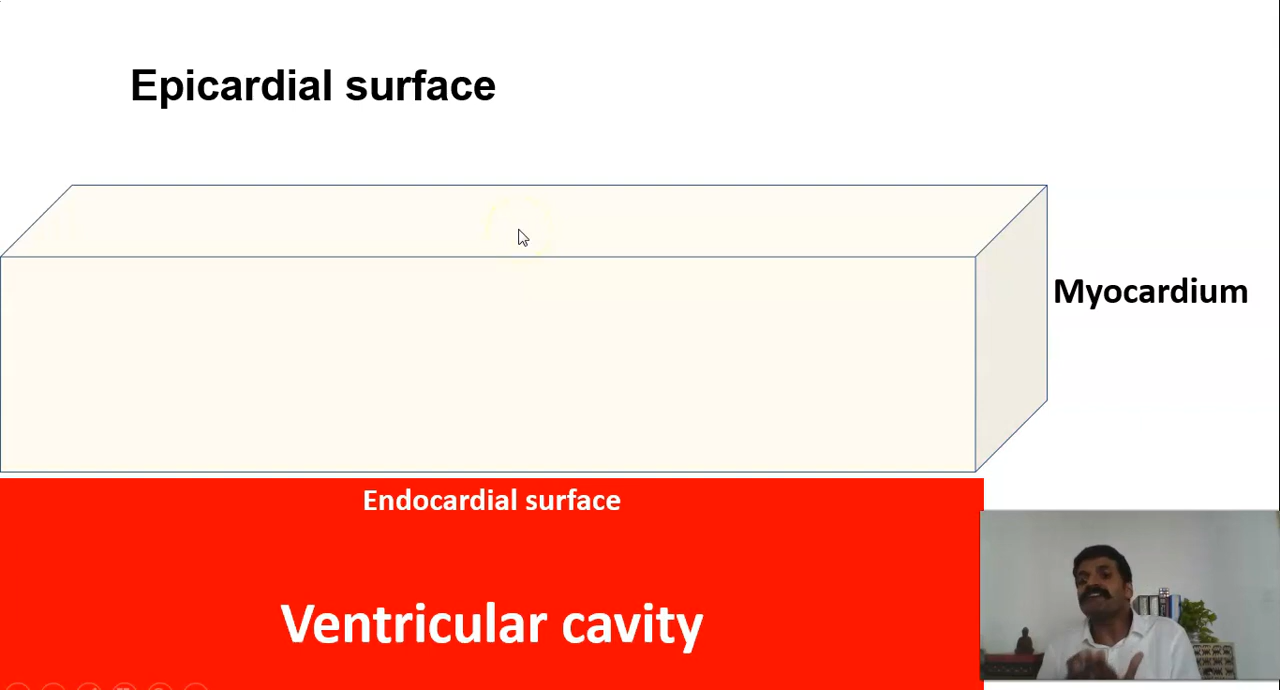 Epicardial surface
Myocardium
Endocardial surface
Ventricular cavity